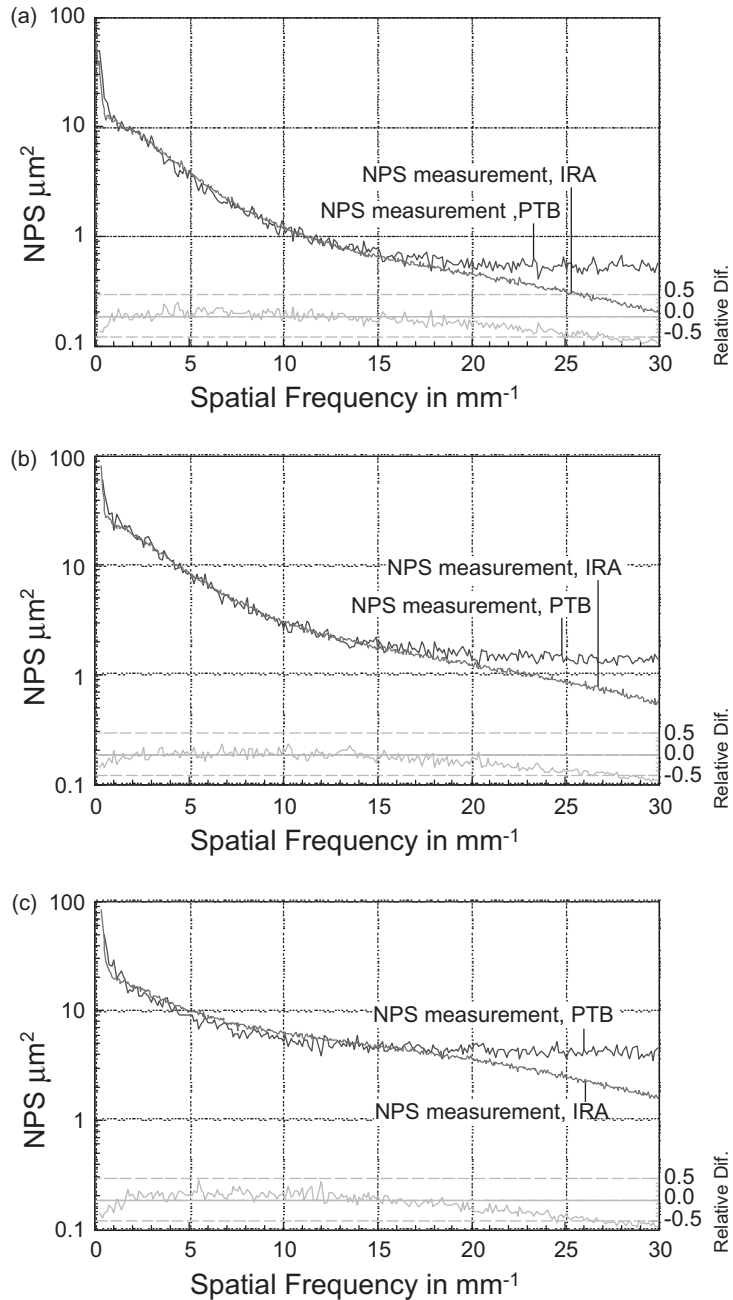 (a)
100
10
1
0.1
NPS μm²
NPS measurement, IRA
NPS measurement ,PTB
0.5
0.0
-0.5
Relative Dif.
0 5 10 15 20 25 30
Spatial Frequency in mm⁻¹
(b)
100
10
1
0.1
0.1
NPS μm²
NPS measurement, IRA
NPS measurement, PTB
0.5
0.0
-0.5
Relative Dif.
0 5 10 15 20 25 30
Spatial Frequency in mm⁻¹
(c)
100
10
1
0.1
0.1
NPS μm²
NPS measurement, PTB
NPS measurement, IRA
0.5
0.0
-0.5
Relative Dif.
0 5 10 15 20 25 30
Spatial Frequency in mm⁻¹